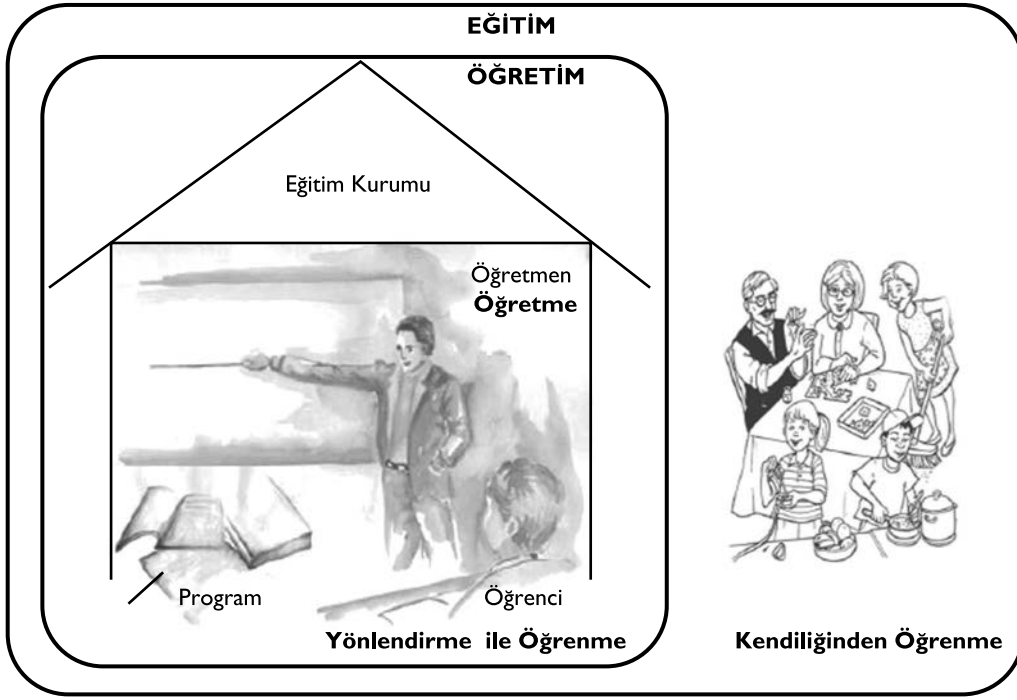 EĞİTİM
ÖĞRETİM
Eğitim Kurumu
Öğretmen
Öğretme
Program
Öğrenci
Yönlendirme ile Öğrenme
Kendiliğinden Öğrenme